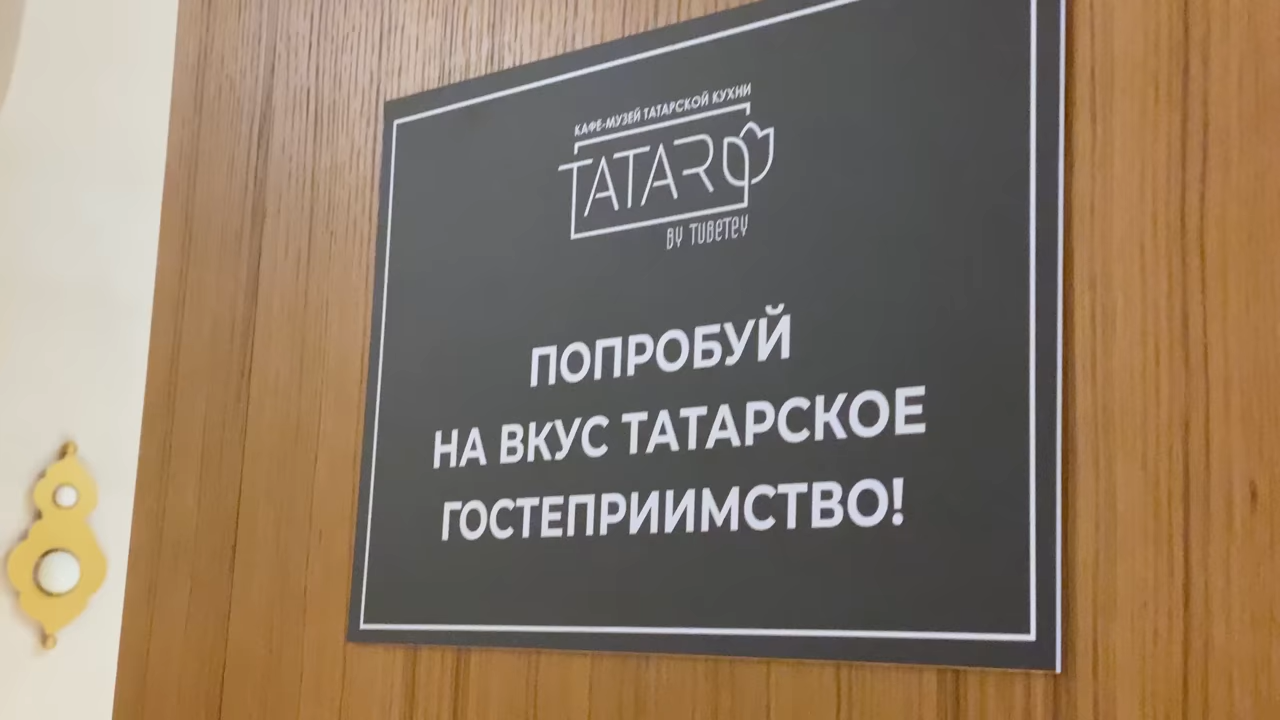 КАФЕ-МУЗЕЙ ТАТАРСКОЙ КУХНИ
TATAR
BY TUBETEY
ПОПРОБУЙ
НА ВКУС ТАТАРСКОЕ
ГОСТЕПРИИМСТВО!